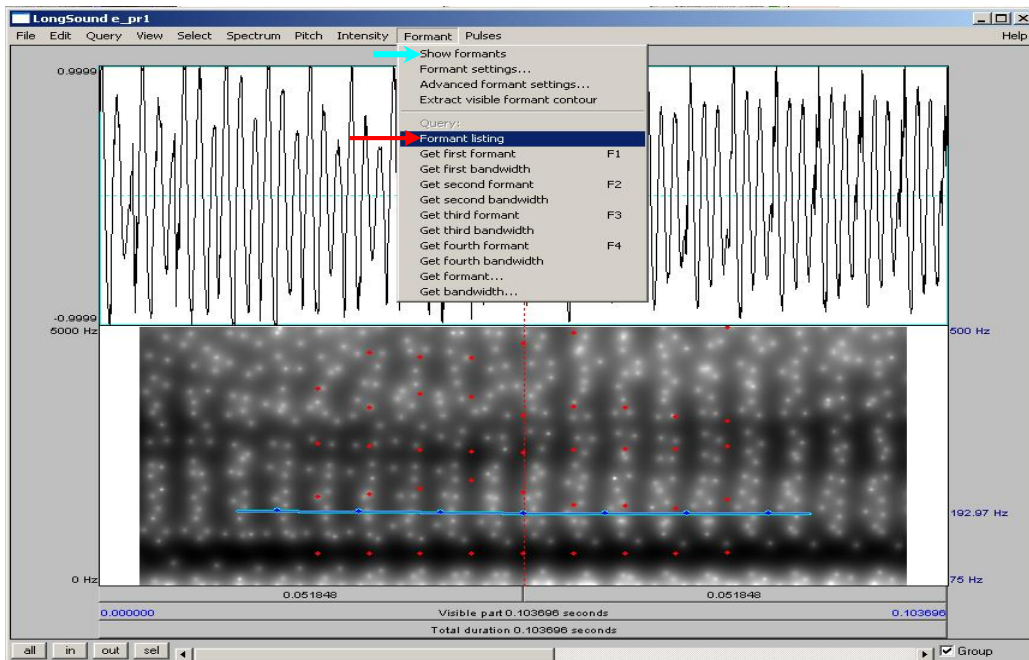 LongSound e_pr1
File Edit Query View Select Spectrum Pitch Intensity Formant Pulses Help
Show formants
Formant settings...
Advanced formant settings...
Extract visible formant contour
Query:
Formant listing
Get first formant F1
Get first bandwidth
Get second formant F2
Get second bandwidth
Get third formant F3
Get third bandwidth
Get fourth formant F4
Get fourth bandwidth
Get formant...
Get bandwidth...
0.9999
-0.9999
5000 Hz 500 Hz
192.97 Hz
0 Hz 75 Hz
0.051848 0.051848
0.000000 Visible part 0.103696 seconds 0.103696
Total duration 0.103696 seconds
all in out sel Group